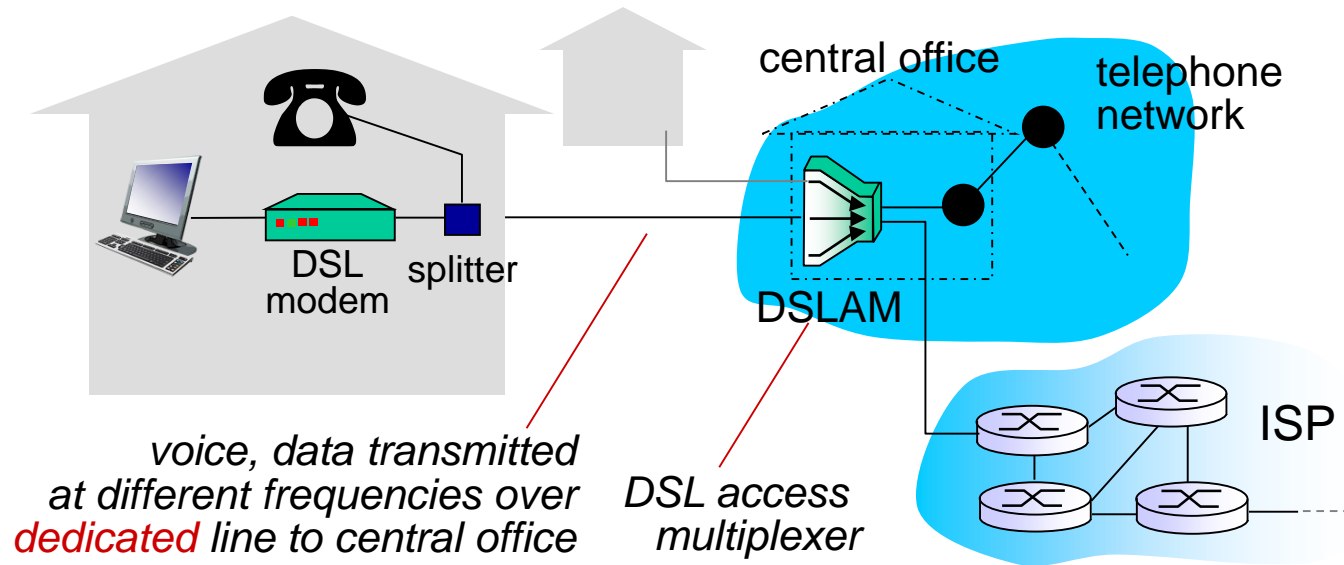 central office
telephone
network
DSL
modem
splitter
DSLAM
ISP
voice, data transmitted
at different frequencies over
dedicated line to central office
DSL access
multiplexer